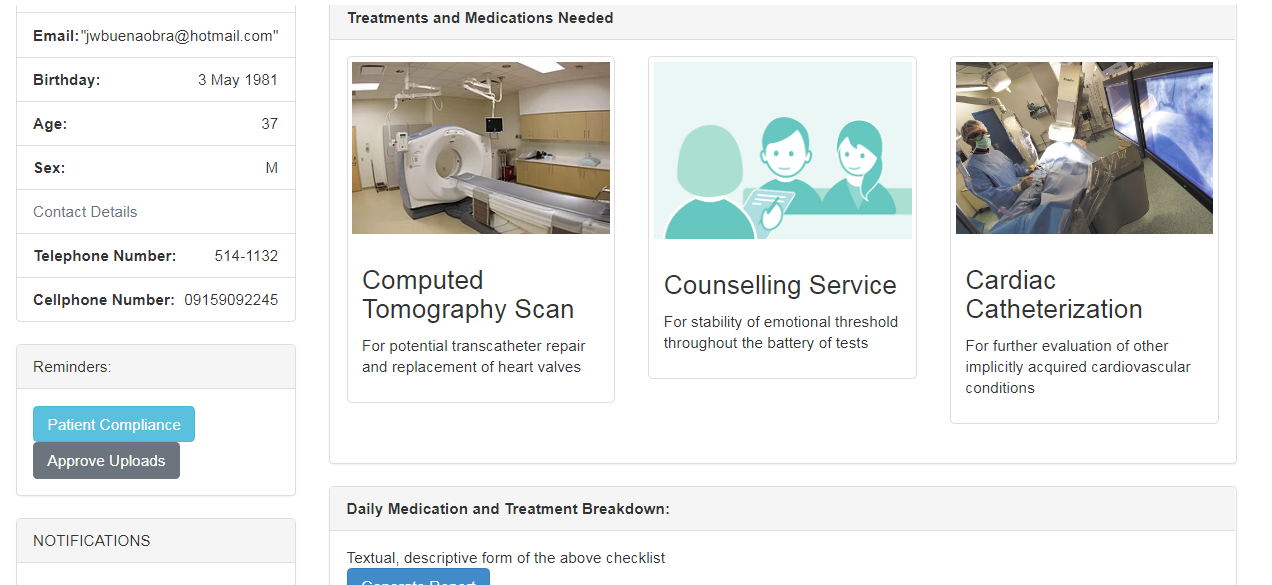 Email:"jwbuenaobra@hotmail.com"
Birthday: 3 May 1981
Age: 37
Sex: M
Contact Details
Telephone Number: 514-1132
Cellphone Number: 09159092245
Reminders:
Patient Compliance
Approve Uploads
NOTIFICATIONS
Treatments and Medications Needed
Computed
Tomography Scan
For potential transcatheter repair
and replacement of heart valves
Counselling Service
For stability of emotional threshold
throughout the battery of tests
Cardiac
Catheterization
For further evaluation of other
implicitly acquired cardiovascular
conditions
Daily Medication and Treatment Breakdown:
Textual, descriptive form of the above checklist
Generate Report